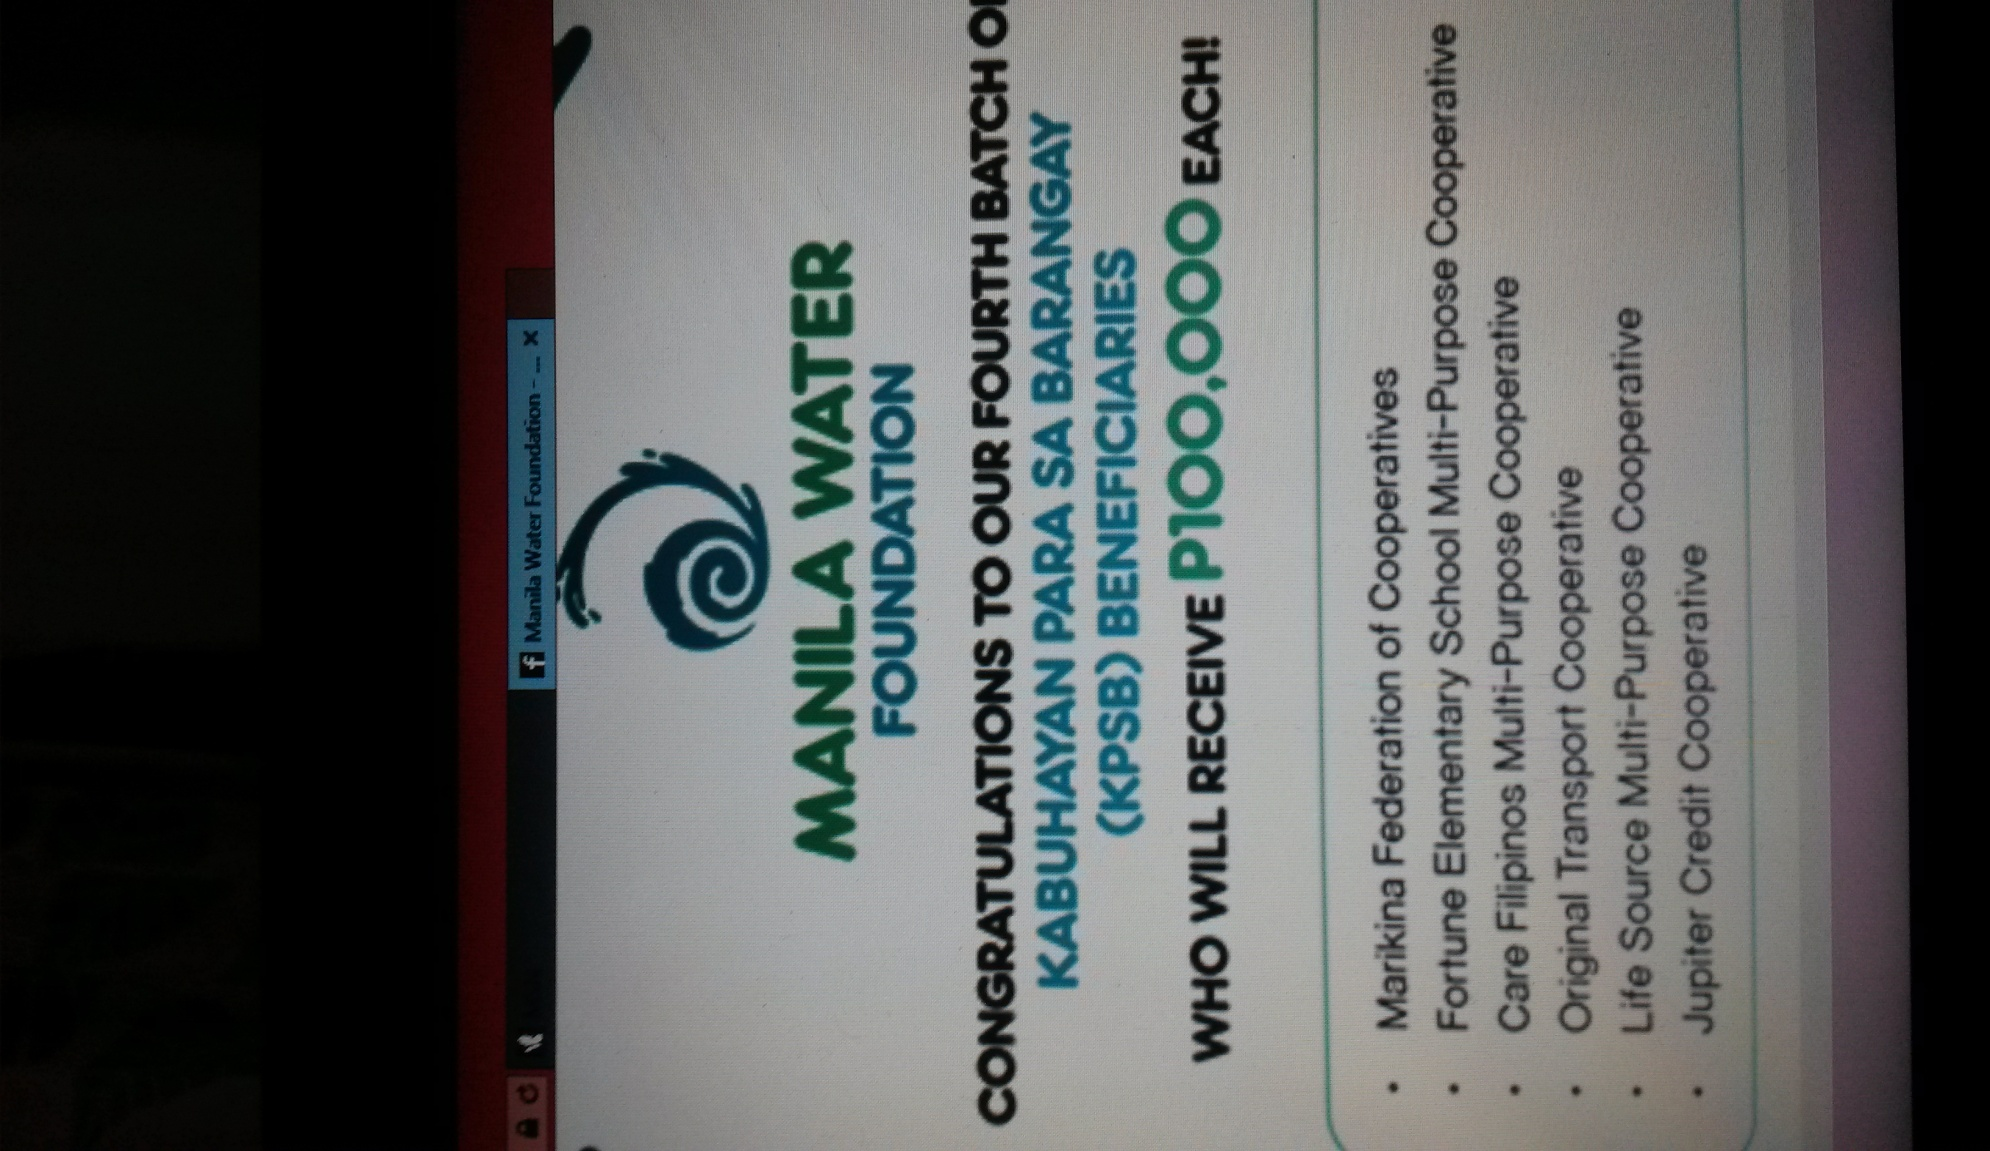 Manila Water Foundation - ...
MANILA WATER
FOUNDATION
CONGRATULATIONS TO OUR FOURTH BATCH
KABUHAYAN PARA SA BARANGAY
(KPSB) BENEFICIARIES
WHO WILL RECEIVE P100,000 EACH!
• Marikina Federation of Cooperatives
• Fortune Elementary School Multi-Purpose Cooperative
• Care Filipinos Multi-Purpose Cooperative
• Original Transport Cooperative
• Life Source Multi-Purpose Cooperative
• Jupiter Credit Cooperative